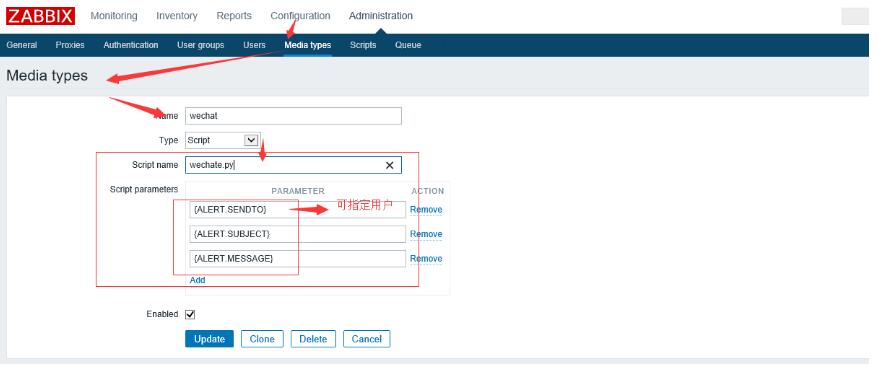 ZABBIX Monitoring Inventory Reports Configuration Administration
General Proxies Authentication User groups Users Media types Scripts Queue
Media types
Name wechat
Type Script
Script name wechate.py
Script parameters PARAMETER ACTION
{ALERT.SENDTO} 可指定用户 Remove
{ALERT.SUBJECT} Remove
{ALERT.MESSAGE} Remove
Add
Enabled
Update Clone Delete Cancel